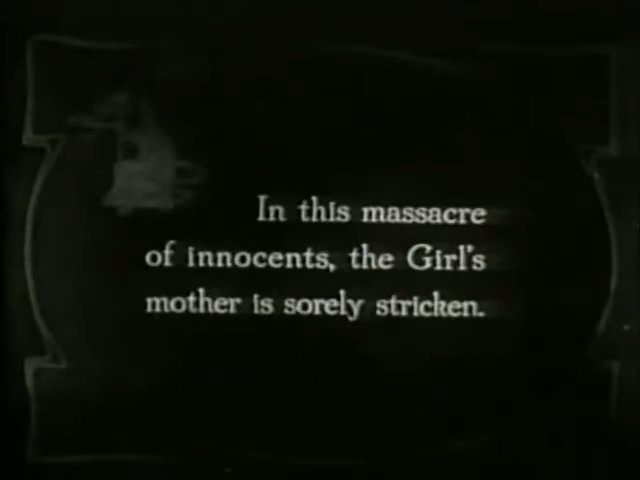 In this massacre
of innocents, the Girl's
mother is sorely stricken.